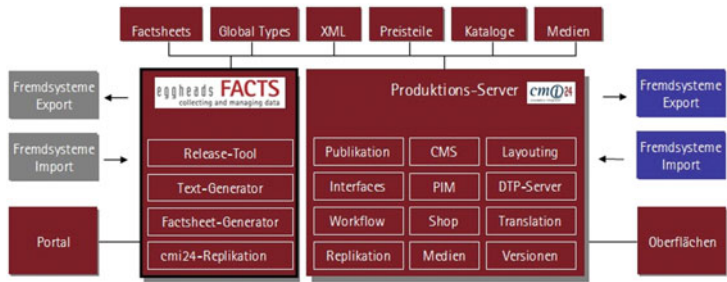 Factsheets Global Types XML Preisteile Kataloge Medien
Fremdsysteme
Export
Fremdsysteme
Import
Portal
eggheads FACTS
collecting and managing data
Release-Tool
Text-Generator
Factsheet-Generator
cmi24-Replikation
Produktions-Server
cmi24
Publikation CMS Layouting
Interfaces PIM DTP-Server
Workflow Shop Translation
Replikation Medien Versionen
Fremdsysteme
Export
Fremdsysteme
Import
Oberflächen